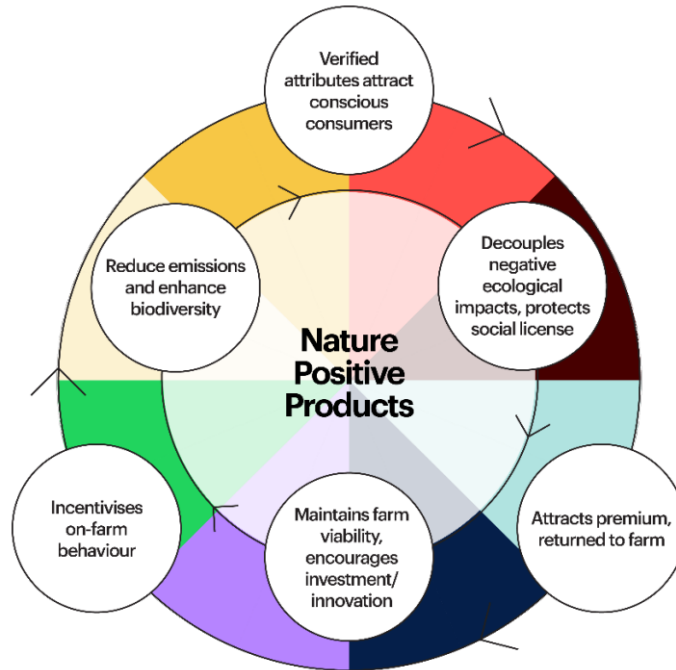 Verified
attributes attract
conscious
consumers
Reduce emissions
and enhance
biodiversity
Decouples
negative
ecological
impacts, protects
social license
Nature
Positive
Products
Incentivises
on-farm
behaviour
Maintains farm
viability,
encourages
investment/
innovation
Attracts premium,
returned to farm